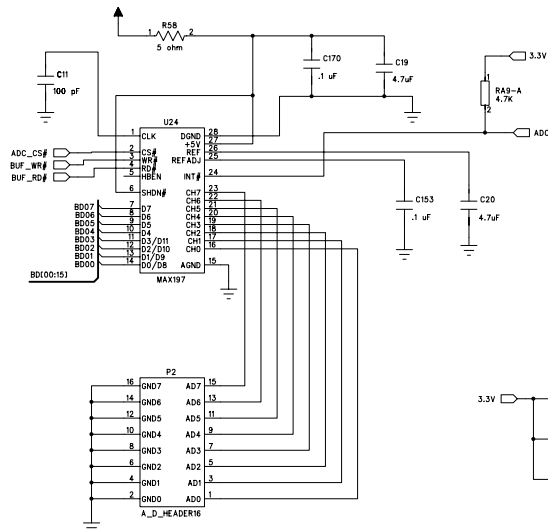 R58
1 2
5 ohm
C11
100 pF
C170
.1 uF
C19
4.7uF
3.3V
1
RA9-A
4.7K
2
U24
1 CLK DGND 28
+5V 27
ADC_CS# 2 CS# REF 26
BUF_WR# 3 WR# REFADJ 25
BUF_RD# 4 RD#
5 HBEN INT# 24
ADC
6 SHDN# CH7 23
CH6 22
BD07 7 D7 CH5 21
BD06 8 D6 CH4 20
BD05 9 D5 CH3 19
BD04 10 D4 CH2 18
BD03 11 D3/D11 CH1 17
BD02 12 D2/D10 CH0 16
BD01 13 D1/D9
BD00 14 D0/D8 AGND 15
BD(00:15)
MAX197
C153
.1 uF
C20
4.7uF
P2
16 GND7 AD7 15
14 GND6 AD6 13
12 GND5 AD5 11
10 GND4 AD4 9
8 GND3 AD3 7
6 GND2 AD2 5
4 GND1 AD1 3
2 GND0 AD0 1
A_D_HEADER16
3.3V